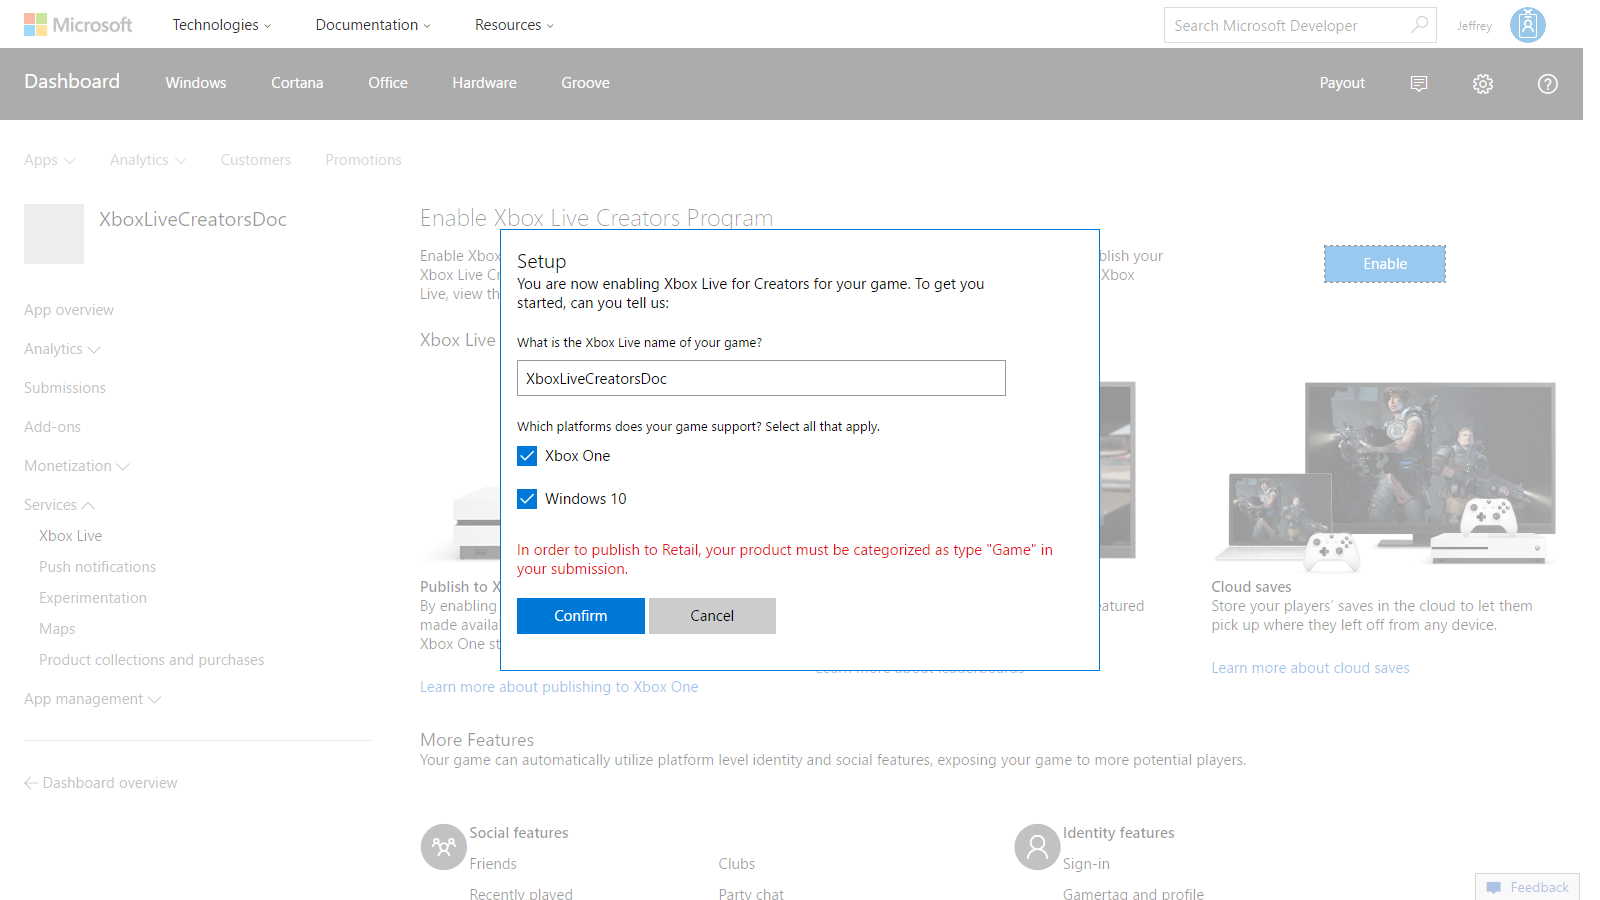 Microsoft
Technologies
Documentation
Resources
Search Microsoft Developer
Jeffrey
Dashboard
Windows
Cortana
Office
Hardware
Groove
Payout
Apps
Analytics
Customers
Promotions
XboxLiveCreatorsDoc
App overview
Analytics
Submissions
Add-ons
Monetization
Services
Xbox Live
Push notifications
Experimentation
Maps
Product collections and purchases
App management
Dashboard overview
Enable Xbox Live Creators Program
Enable Xbox
blish your
Xbox Live Cr
Xbox
Live, view th
Enable
Xbox Live
Setup
You are now enabling Xbox Live for Creators for your game. To get you
started, can you tell us:
What is the Xbox Live name of your game?
XboxLiveCreatorsDoc
Which platforms does your game support? Select all that apply.
Xbox One
Windows 10
In order to publish to Retail, your product must be categorized as type "Game" in
your submission.
Confirm
Cancel
Publish to X
By enabling
made availa
Xbox One st
Learn more about publishing to Xbox One
eatured
Learn more about leaderboards
Cloud saves
Store your players' saves in the cloud to let them
pick up where they left off from any device.
Learn more about cloud saves
More Features
Your game can automatically utilize platform level identity and social features, exposing your game to more potential players.
Social features
Friends
Clubs
Recently played
Party chat
Identity features
Sign-in
Gamertag and profile
Feedback